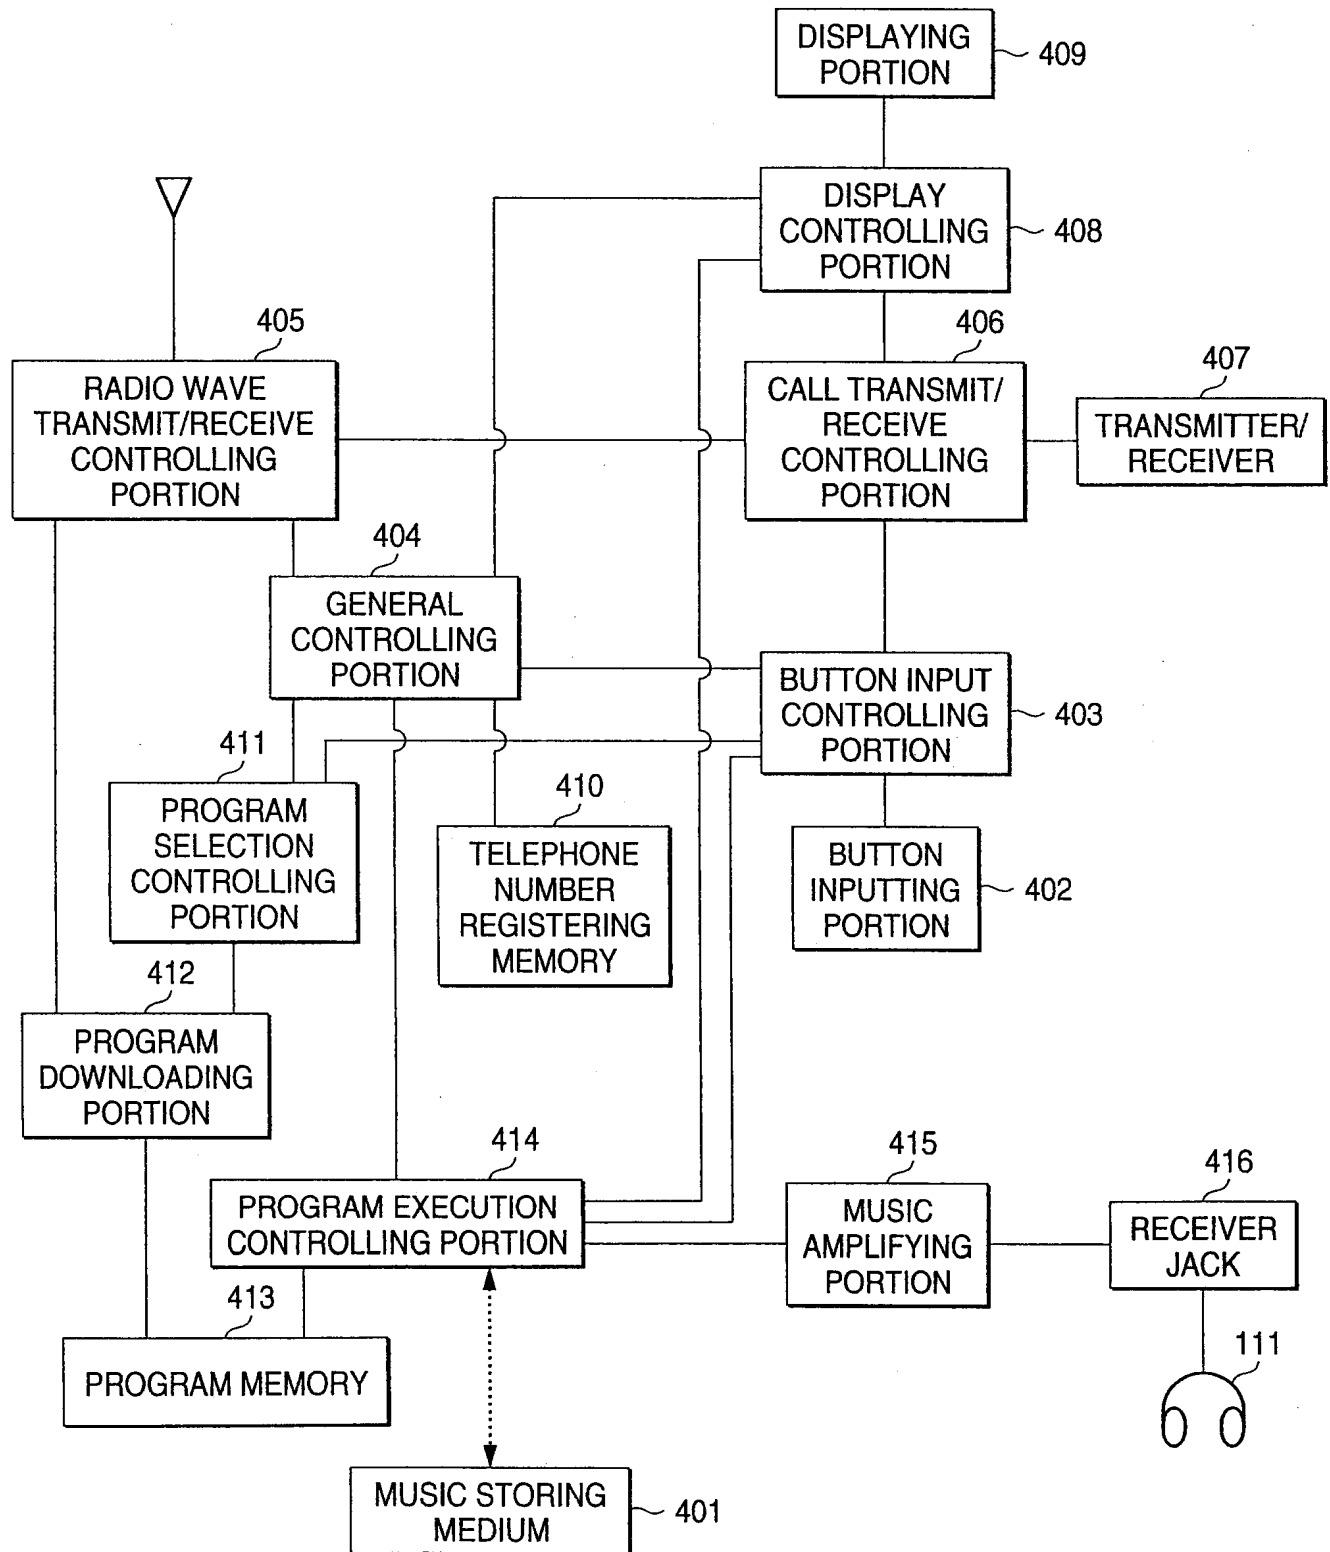 DISPLAYING
PORTION
409
DISPLAY
CONTROLLING
PORTION
408
405
RADIO WAVE
TRANSMIT/RECEIVE
CONTROLLING
PORTION
406
CALL TRANSMIT/
RECEIVE
CONTROLLING
PORTION
407
TRANSMITTER/
RECEIVER
404
GENERAL
CONTROLLING
PORTION
BUTTON INPUT
CONTROLLING
PORTION
403
411
PROGRAM
SELECTION
CONTROLLING
PORTION
410
TELEPHONE
NUMBER
REGISTERING
MEMORY
BUTTON
INPUTTING
PORTION
402
412
PROGRAM
DOWNLOADING
PORTION
414
PROGRAM EXECUTION
CONTROLLING PORTION
415
MUSIC
AMPLIFYING
PORTION
416
RECEIVER
JACK
413
PROGRAM MEMORY
111
MUSIC STORING
MEDIUM
401